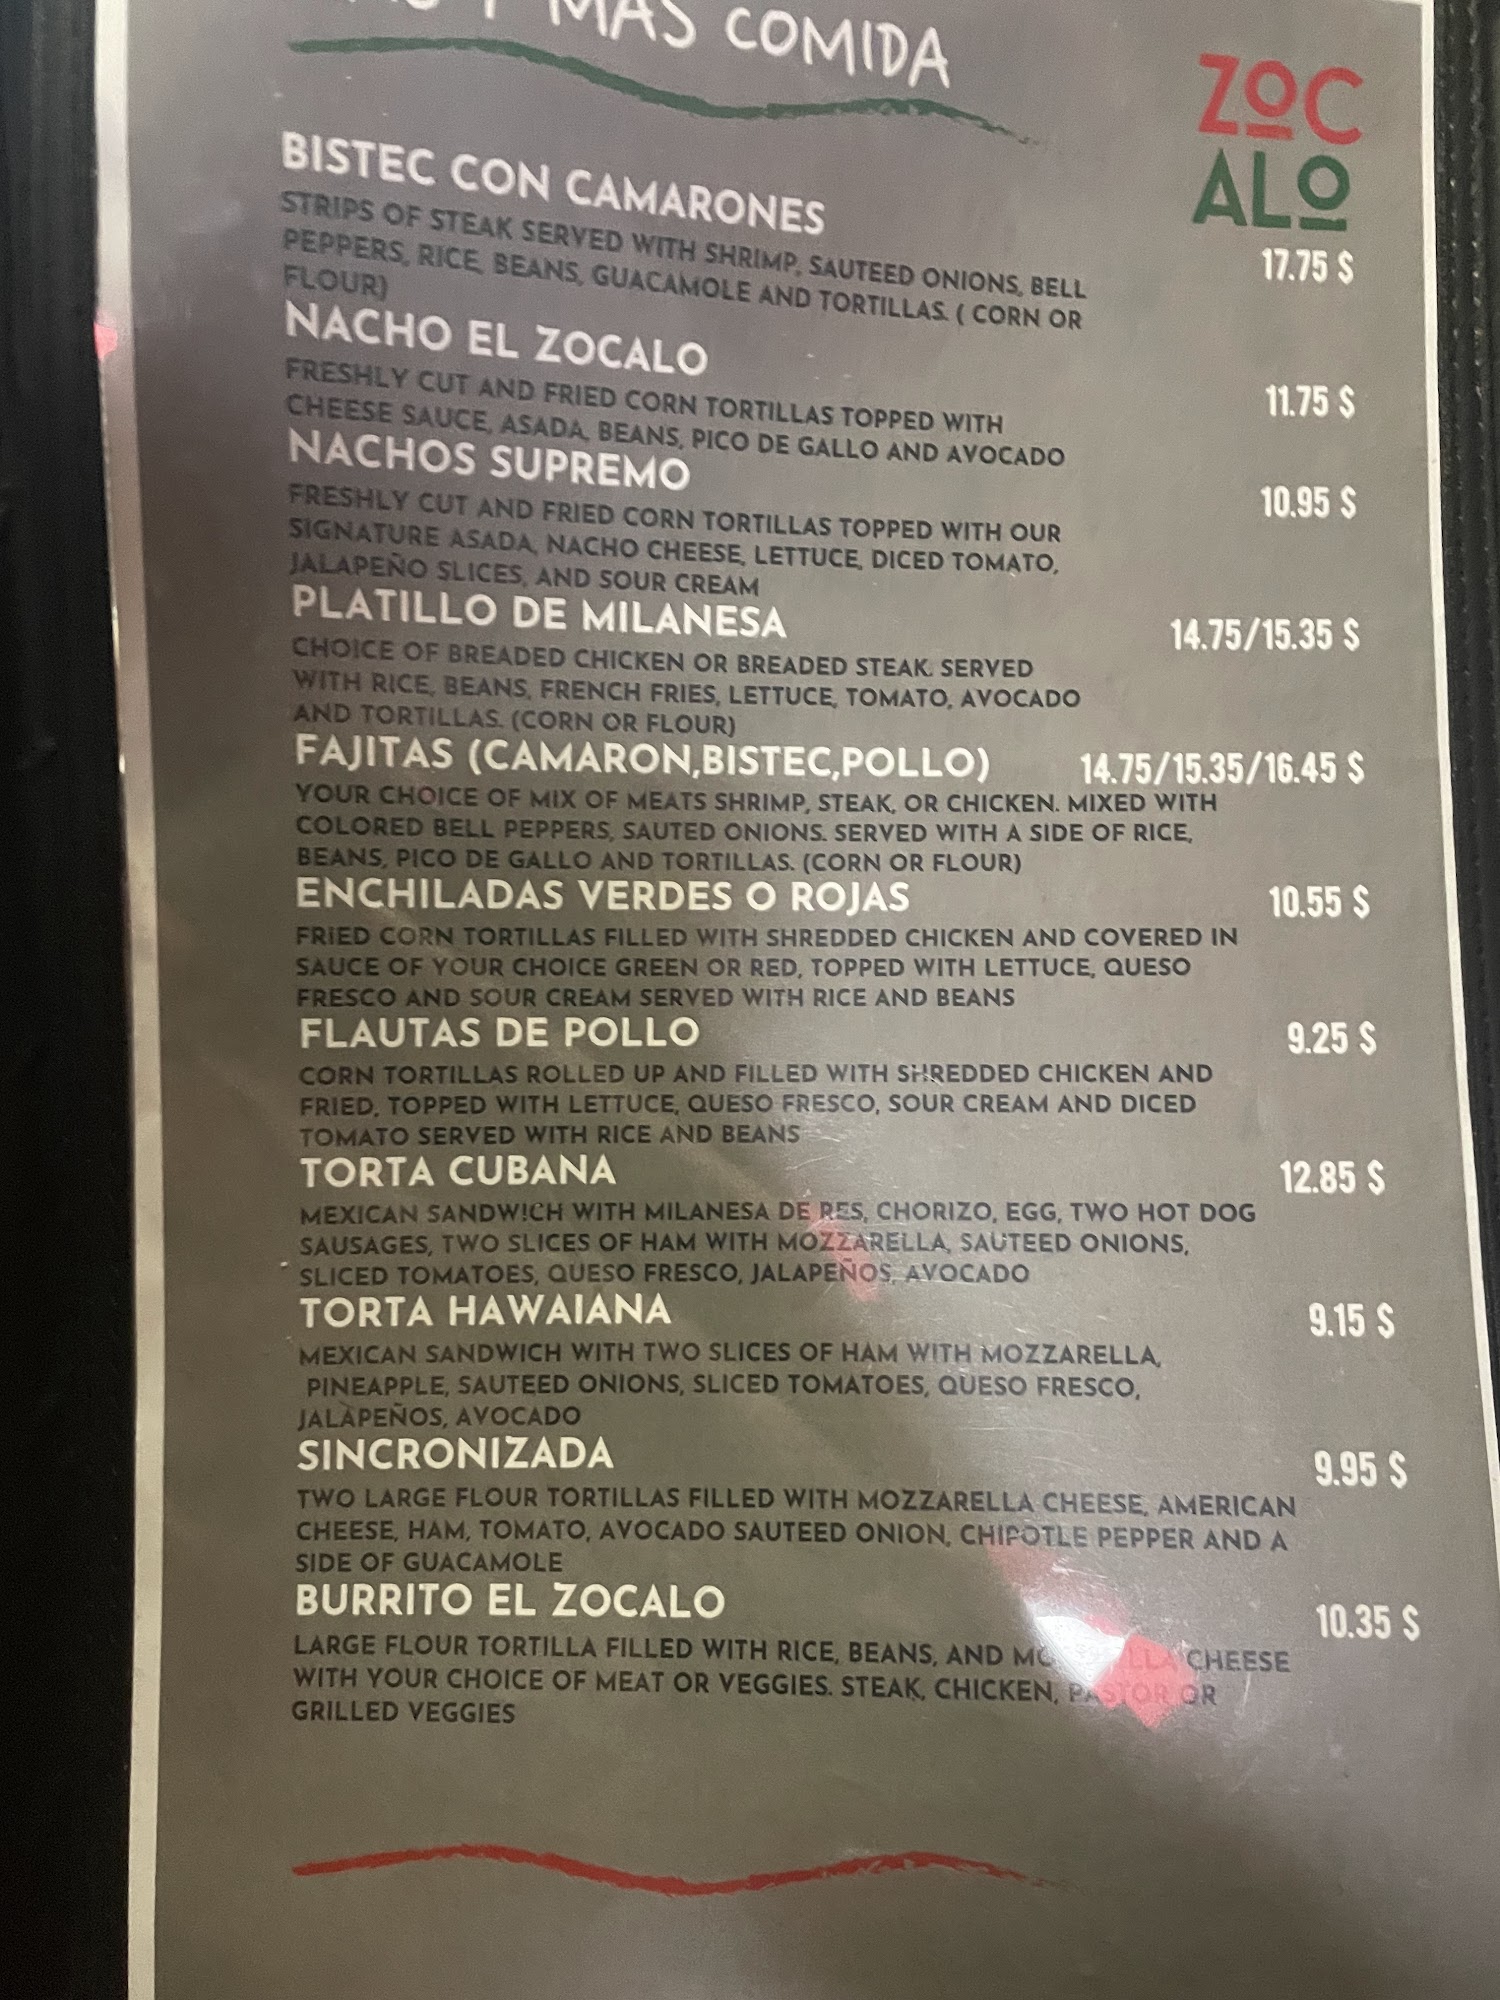 Y MAS COMIDA
ZOC
ALO
BISTEC CON CAMARONES
17.75 $
STRIPS OF STEAK SERVED WITH SHRIMP, SAUTEED ONIONS, BELL
PEPPERS, RICE, BEANS, GUACAMOLE AND TORTILLAS. ( CORN OR
FLOUR)
NACHO EL ZOCALO
11.75 $
FRESHLY CUT AND FRIED CORN TORTILLAS TOPPED WITH
CHEESE SAUCE, ASADA, BEANS, PICO DE GALLO AND AVOCADO
NACHOS SUPREMO
10.95 $
FRESHLY CUT AND FRIED CORN TORTILLAS TOPPED WITH OUR
SIGNATURE ASADA, NACHO CHEESE, LETTUCE, DICED TOMATO,
JALAPEÑO SLICES, AND SOUR CREAM
PLATILLO DE MILANESA
14.75/15.35 $
CHOICE OF BREADED CHICKEN OR BREADED STEAK. SERVED
WITH RICE, BEANS, FRENCH FRIES, LETTUCE, TOMATO, AVOCADO
AND TORTILLAS. (CORN OR FLOUR)
FAJITAS (CAMARON,BISTEC,POLLO)
14.75/15.35/16.45 $
YOUR CHOICE OF MIX OF MEATS SHRIMP, STEAK, OR CHICKEN. MIXED WITH
COLORED BELL PEPPERS, SAUTED ONIONS. SERVED WITH A SIDE OF RICE,
BEANS, PICO DE GALLO AND TORTILLAS. (CORN OR FLOUR)
ENCHILADAS VERDES O ROJAS
10.55 $
FRIED CORN TORTILLAS FILLED WITH SHREDDED CHICKEN AND COVERED IN
SAUCE OF YOUR CHOICE GREEN OR RED, TOPPED WITH LETTUCE, QUESO
FRESCO AND SOUR CREAM SERVED WITH RICE AND BEANS
FLAUTAS DE POLLO
9.25 $
CORN TORTILLAS ROLLED UP AND FILLED WITH SHREDDED CHICKEN AND
FRIED, TOPPED WITH LETTUCE, QUESO FRESCO, SOUR CREAM AND DICED
TOMATO SERVED WITH RICE AND BEANS
TORTA CUBANA
12.85 $
MEXICAN SANDWICH WITH MILANESA DE RES, CHORIZO, EGG, TWO HOT DOG
SAUSAGES, TWO SLICES OF HAM WITH MOZZARELLA, SAUTEED ONIONS,
SLICED TOMATOES, QUESO FRESCO, JALAPEÑOS, AVOCADO
TORTA HAWAIANA
9.15 $
MEXICAN SANDWICH WITH TWO SLICES OF HAM WITH MOZZARELLA,
PINEAPPLE, SAUTEED ONIONS, SLICED TOMATOES, QUESO FRESCO,
JALAPEÑOS, AVOCADO
SINCRONIZADA
9.95 $
TWO LARGE FLOUR TORTILLAS FILLED WITH MOZZARELLA CHEESE, AMERICAN
CHEESE, HAM, TOMATO, AVOCADO SAUTEED ONION, CHIPOTLE PEPPER AND A
SIDE OF GUACAMOLE
BURRITO EL ZOCALO
10.35 $
LARGE FLOUR TORTILLA FILLED WITH RICE, BEANS, AND CHEESE
WITH YOUR CHOICE OF MEAT OR VEGGIES. STEAK, CHICKEN, PASTOR OR
GRILLED VEGGIES